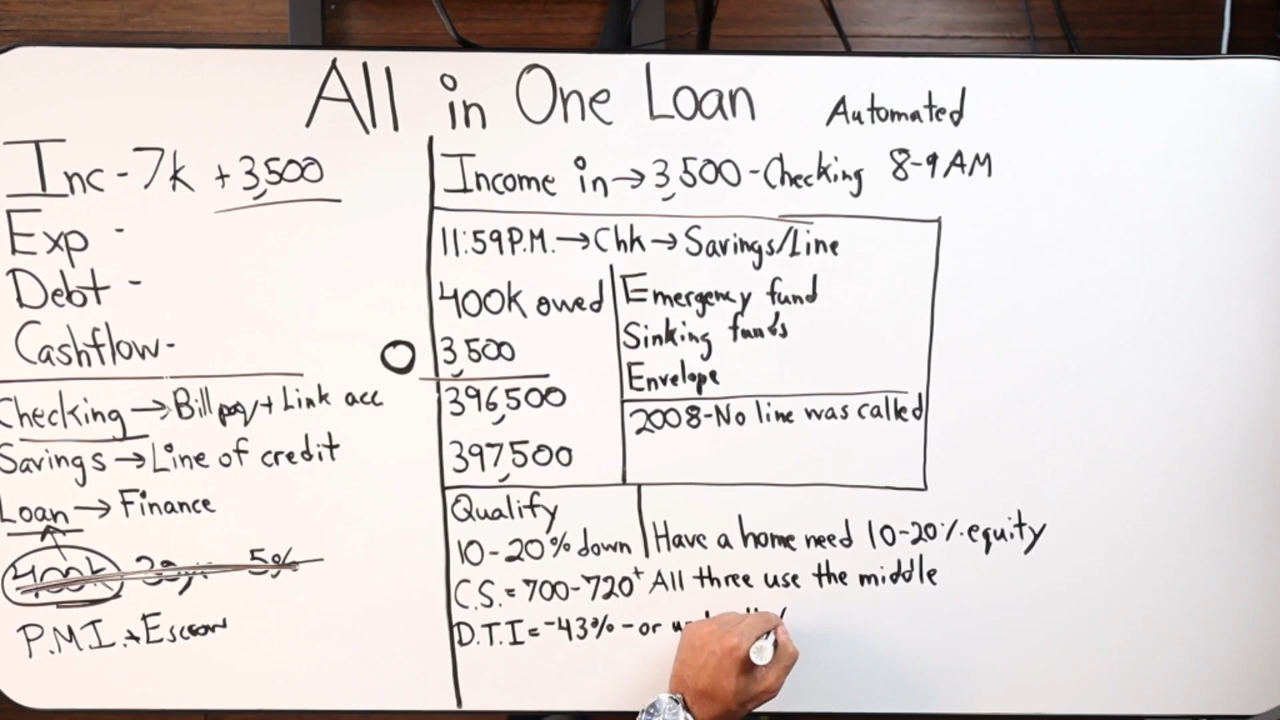 All in One Loan
Automated
Inc - 7k + 3,500
Exp -
Debt -
Cashflow -
Checking → Bill pay + Link acc
Savings → Line of credit
Loan → Finance
400k 30yr 5%
P.M.I. + Escrow
Income in → 3,500 - Checking 8-9 AM
11:59 P.M. → Chk → Savings/Line
400k owed
3,500
396,500
397,500
Emergency fund
Sinking funds
Envelope
2008 - No line was called
Qualify
10-20% down
Have a home need 10-20% equity
C.S. = 700-720+ All three use the middle
D.T.I = -43% - or